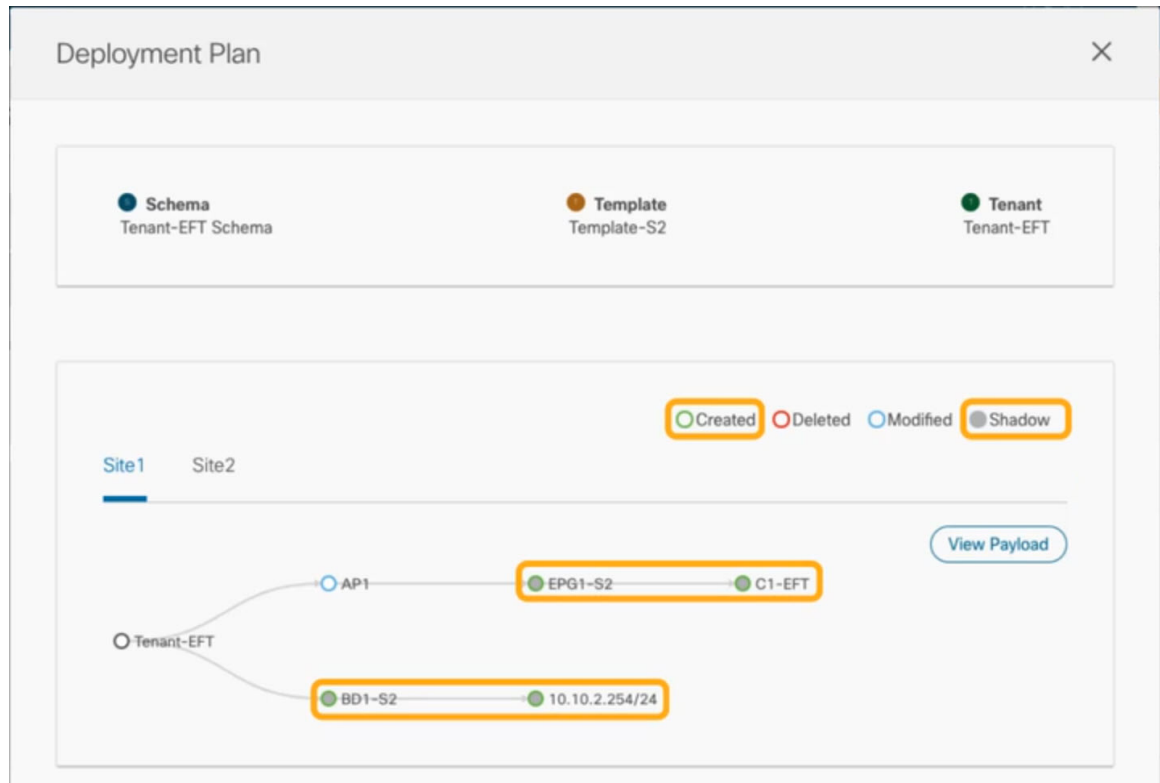 Deployment Plan
Schema
Tenant-EFT Schema
Template
Template-S2
Tenant
Tenant-EFT
Created Deleted Modified Shadow
Site1 Site2
View Payload
AP1 EPG1-S2 C1-EFT
Tenant-EFT
BD1-S2 10.10.2.254/24